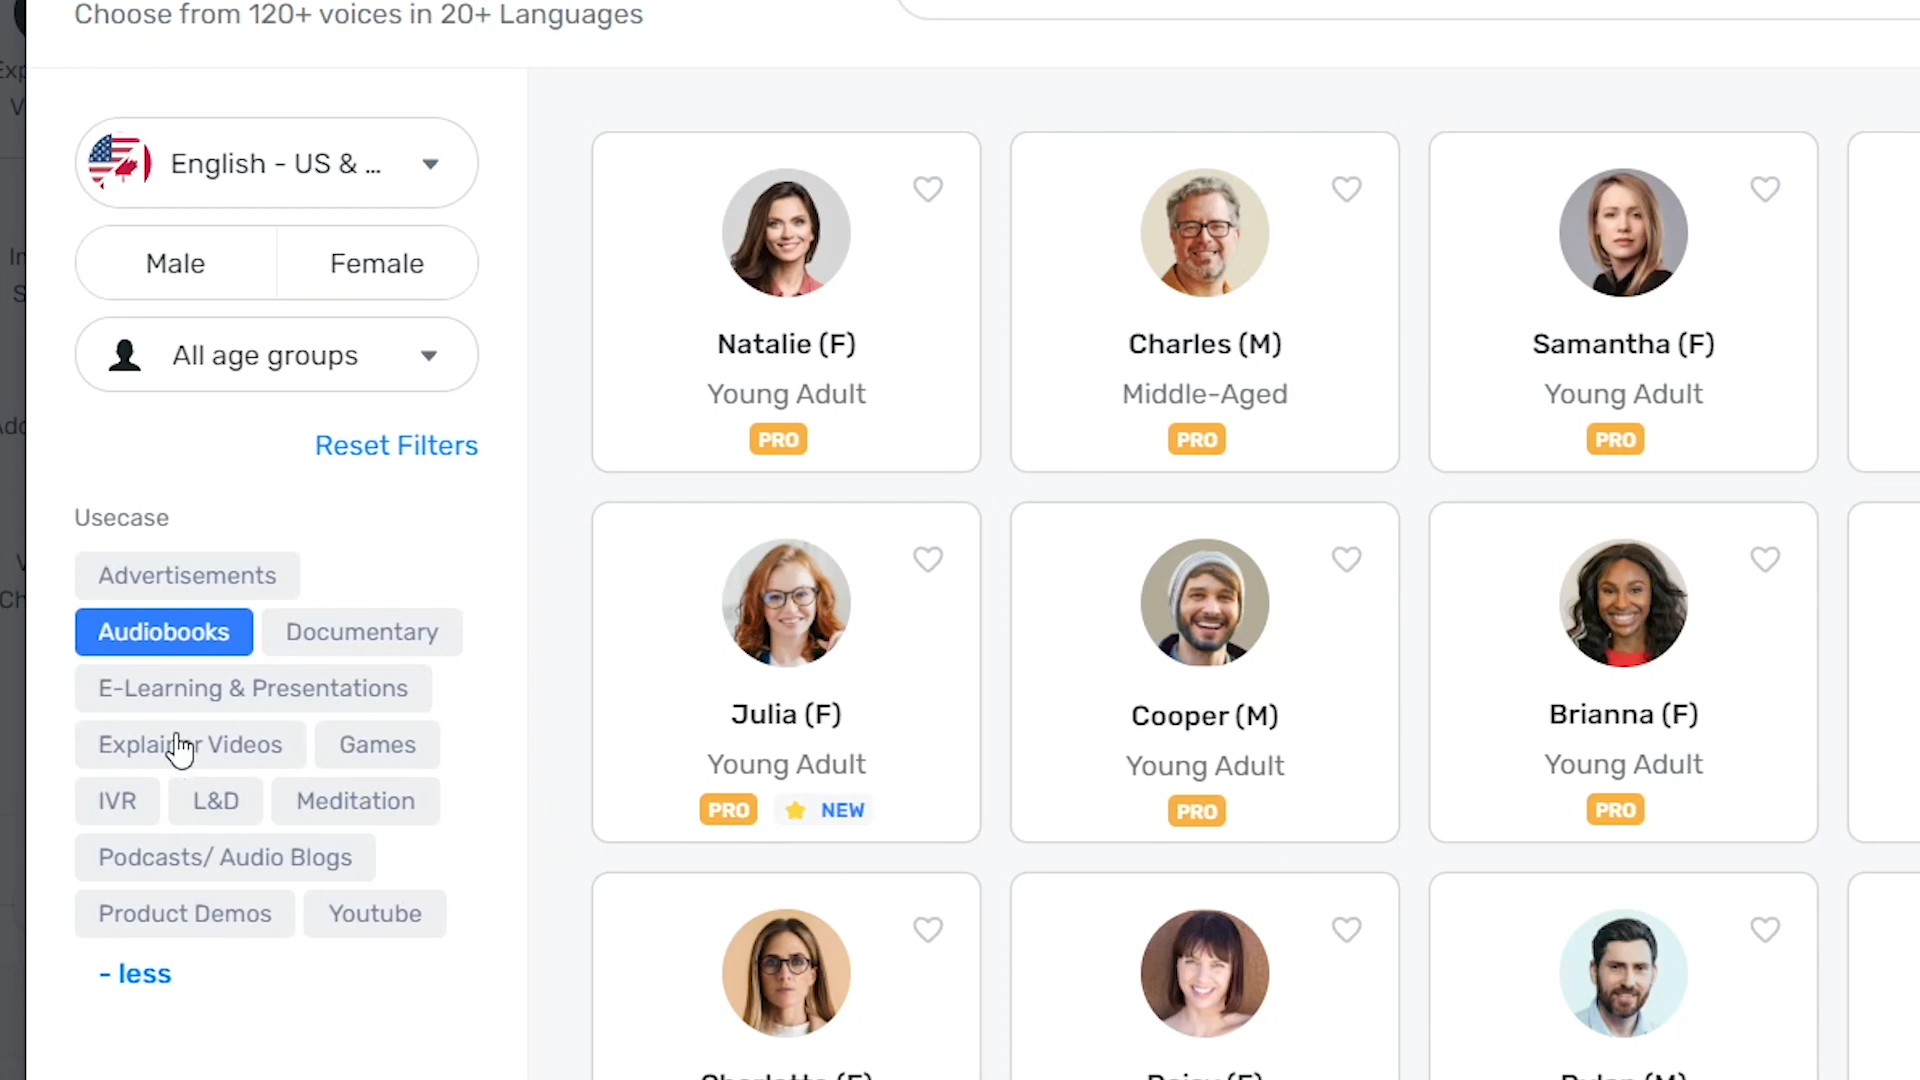 Choose from 120+ voices in 20+ Languages
English - US & ...
Male
Female
All age groups
Reset Filters
Usecase
Advertisements
Audiobooks
Documentary
E-Learning & Presentations
Explainer Videos
Games
IVR
L&D
Meditation
Podcasts/ Audio Blogs
Product Demos
Youtube
- less
Natalie (F)
Young Adult
PRO
Charles (M)
Middle-Aged
PRO
Samantha (F)
Young Adult
PRO
Julia (F)
Young Adult
PRO
NEW
Cooper (M)
Young Adult
PRO
Brianna (F)
Young Adult
PRO